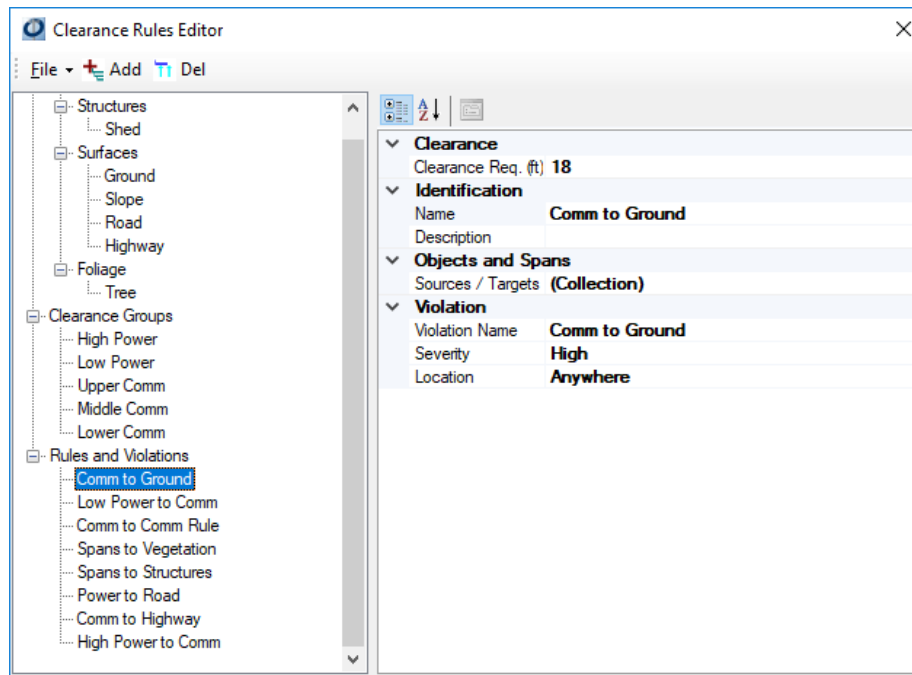 Clearance Rules Editor
File Add Del
Structures
Shed
Surfaces
Ground
Slope
Road
Highway
Foliage
Tree
Clearance Groups
High Power
Low Power
Upper Comm
Middle Comm
Lower Comm
Rules and Violations
Comm to Ground
Low Power to Comm
Comm to Comm Rule
Spans to Vegetation
Spans to Structures
Power to Road
Comm to Highway
High Power to Comm
A Z
Clearance
Clearance Req. (ft) 18
Identification
Name Comm to Ground
Description
Objects and Spans
Sources / Targets (Collection)
Violation
Violation Name Comm to Ground
Severity High
Location Anywhere